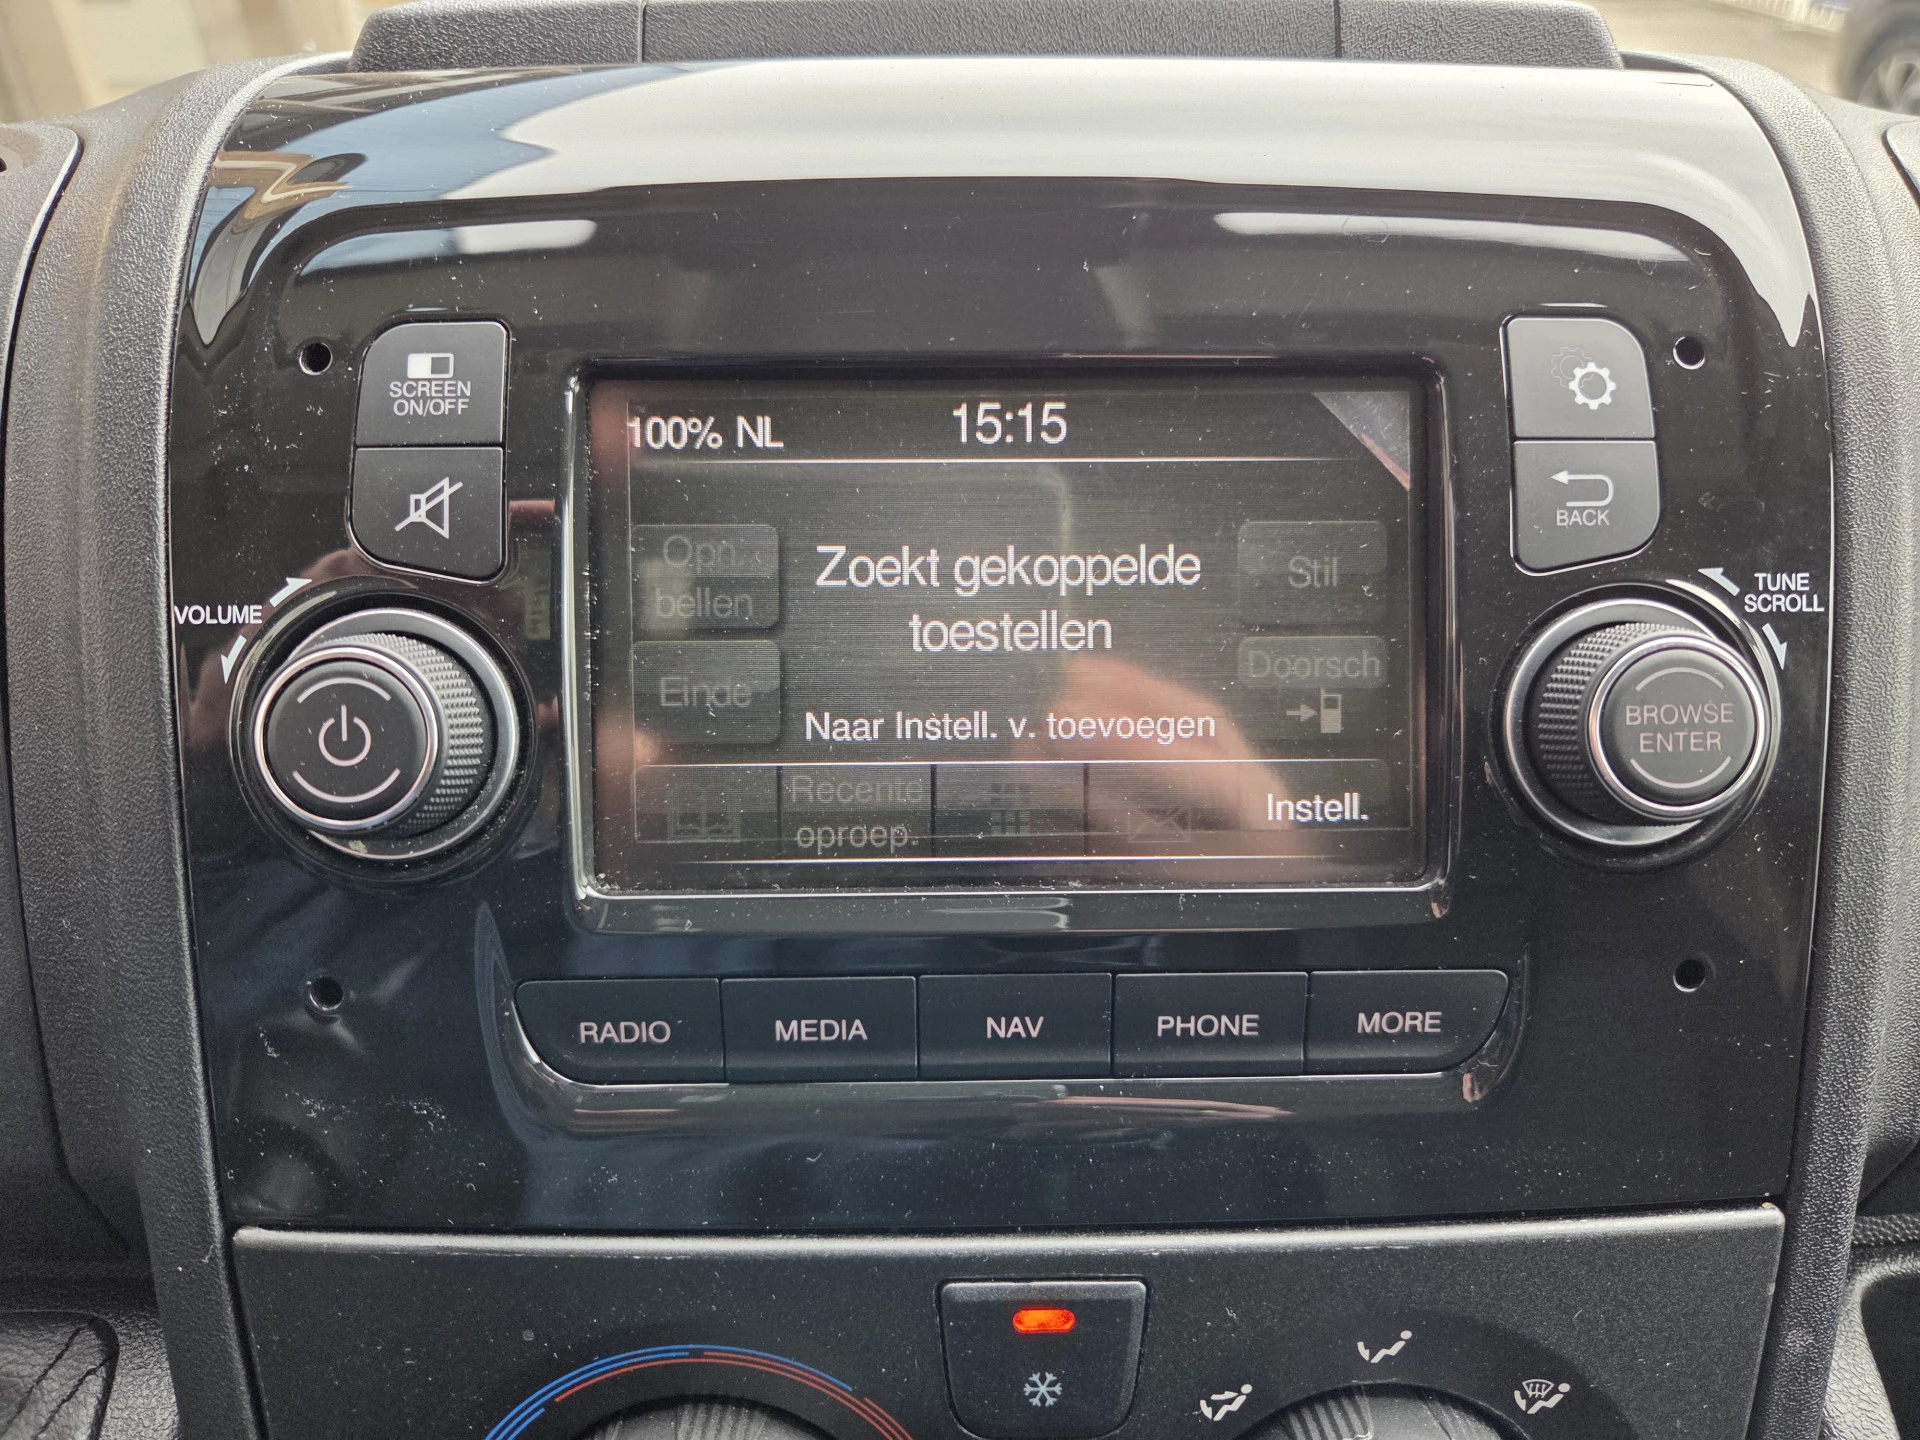 SCREEN
ON/OFF
100% NL
15:15
BACK
VOLUME
TUNE
SCROLL
Opn.
bellen
Zoekt gekoppelde
toestellen
Stil
Einde
Doorsch
Naar Instell. v. toevoegen
BROWSE
ENTER
Recente
oproep.
Instell.
RADIO
MEDIA
NAV
PHONE
MORE